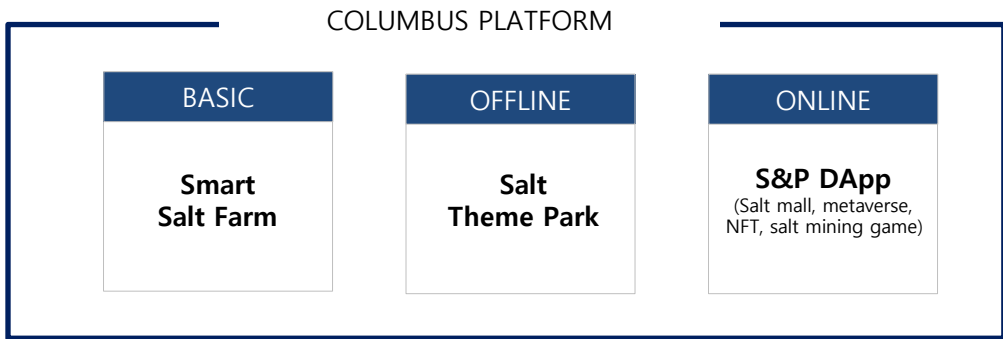 COLUMBUS PLATFORM
BASIC
Smart
Salt Farm
OFFLINE
Salt
Theme Park
ONLINE
S&P DApp
(Salt mall, metaverse,
NFT, salt mining game)